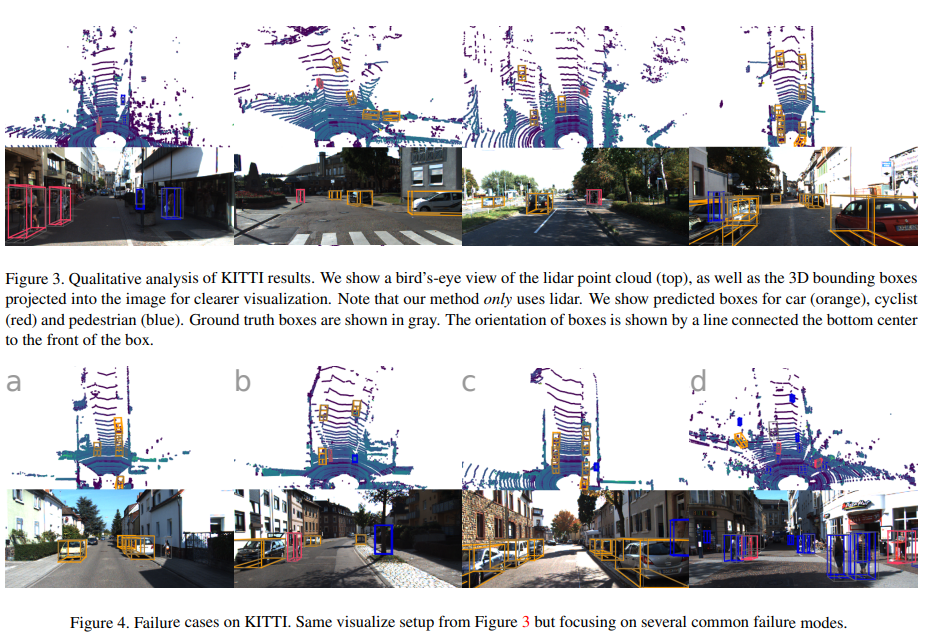 Figure 3. Qualitative analysis of KITTI results. We show a bird's-eye view of the lidar point cloud (top), as well as the 3D bounding boxes
projected into the image for clearer visualization. Note that our method only uses lidar. We show predicted boxes for car (orange), cyclist
(red) and pedestrian (blue). Ground truth boxes are shown in gray. The orientation of boxes is shown by a line connected the bottom center
to the front of the box.
a b c d
Figure 4. Failure cases on KITTI. Same visualize setup from Figure 3 but focusing on several common failure modes.